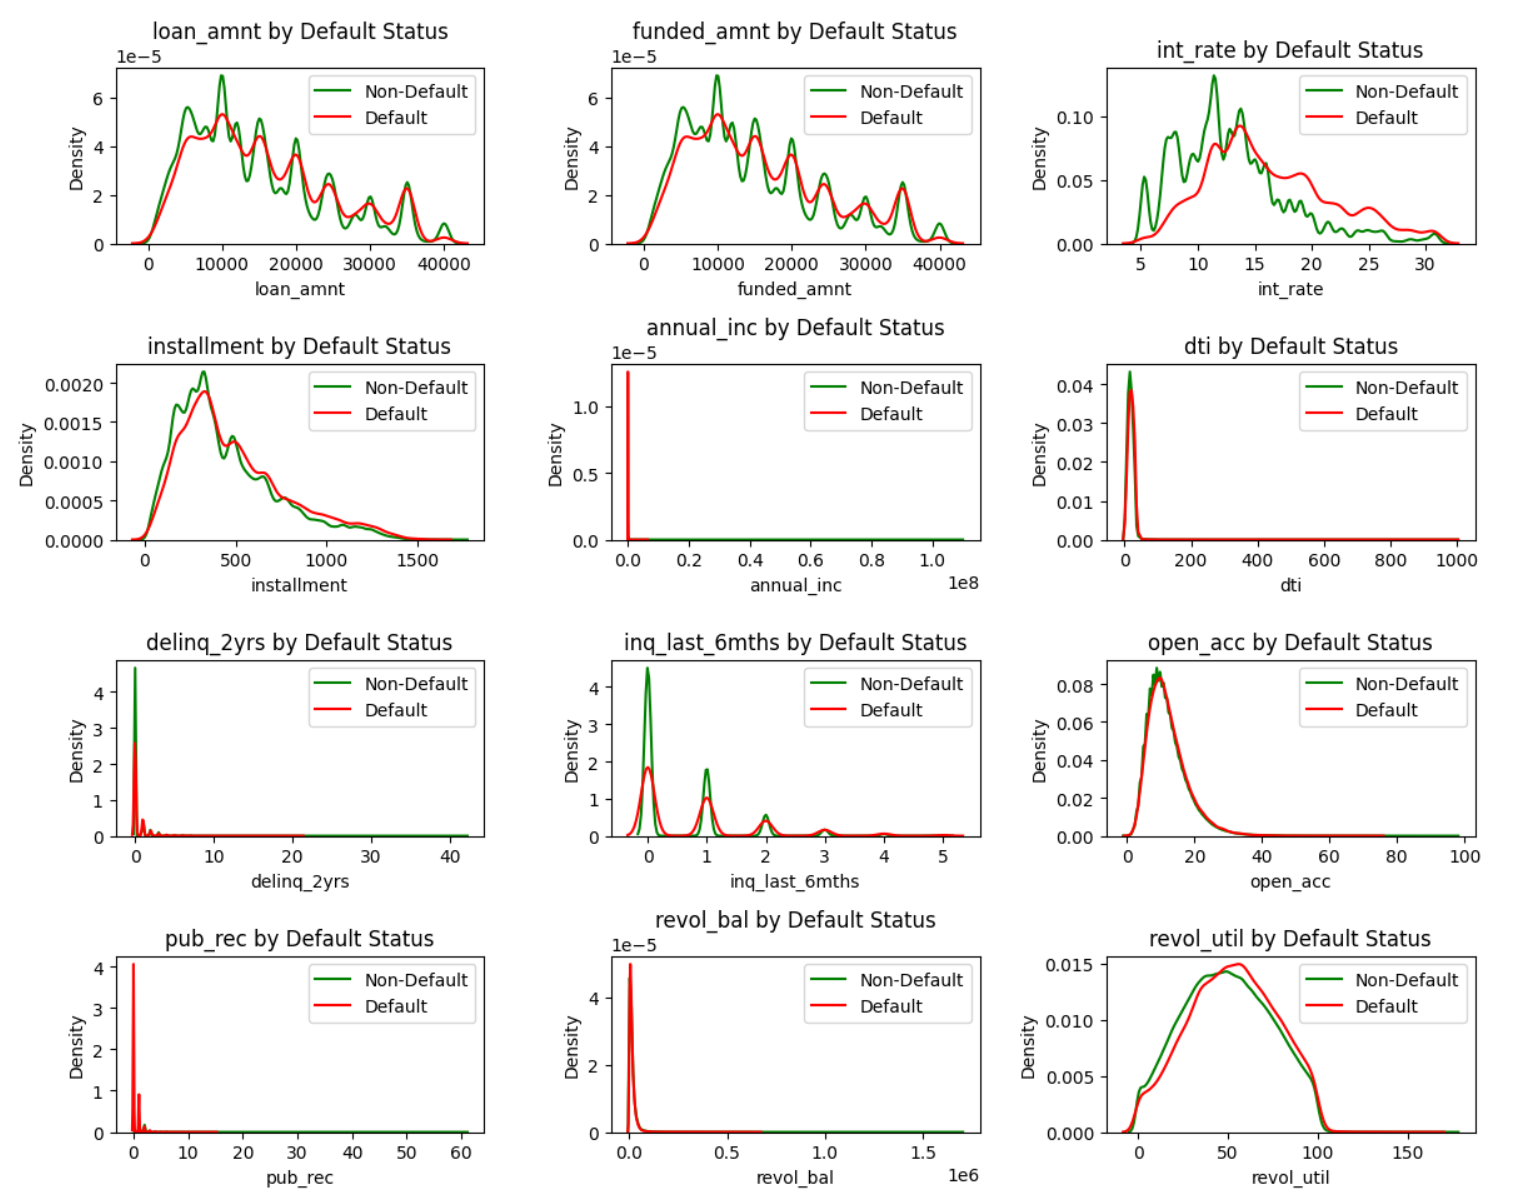 loan_amnt by Default Status
1e−5
Density
6
4
2
0
Non-Default
Default
0 10000 20000 30000 40000
loan_amnt
funded_amnt by Default Status
1e−5
Density
6
4
2
0
Non-Default
Default
0 10000 20000 30000 40000
funded_amnt
int_rate by Default Status
Density
0.10
0.05
0.00
Non-Default
Default
5 10 15 20 25 30
int_rate
installment by Default Status
Density
0.0020
0.0015
0.0010
0.0005
0.0000
Non-Default
Default
0 500 1000 1500
installment
annual_inc by Default Status
1e−5
Density
1.0
0.5
0.0
Non-Default
Default
0.0 0.2 0.4 0.6 0.8 1.0
1e8
annual_inc
dti by Default Status
Density
0.04
0.03
0.02
0.01
0.00
Non-Default
Default
0 200 400 600 800 1000
dti
delinq_2yrs by Default Status
Density
4
3
2
1
0
Non-Default
Default
0 10 20 30 40
delinq_2yrs
inq_last_6mths by Default Status
Density
4
3
2
1
0
Non-Default
Default
0 1 2 3 4 5
inq_last_6mths
open_acc by Default Status
Density
0.08
0.06
0.04
0.02
0.00
Non-Default
Default
0 20 40 60 80 100
open_acc
pub_rec by Default Status
Density
4
3
2
1
0
Non-Default
Default
0 10 20 30 40 50 60
pub_rec
revol_bal by Default Status
1e−5
Density
4
2
0
Non-Default
Default
0.0 0.5 1.0 1.5
1e6
revol_bal
revol_util by Default Status
Density
0.015
0.010
0.005
0.000
Non-Default
Default
0 50 100 150
revol_util